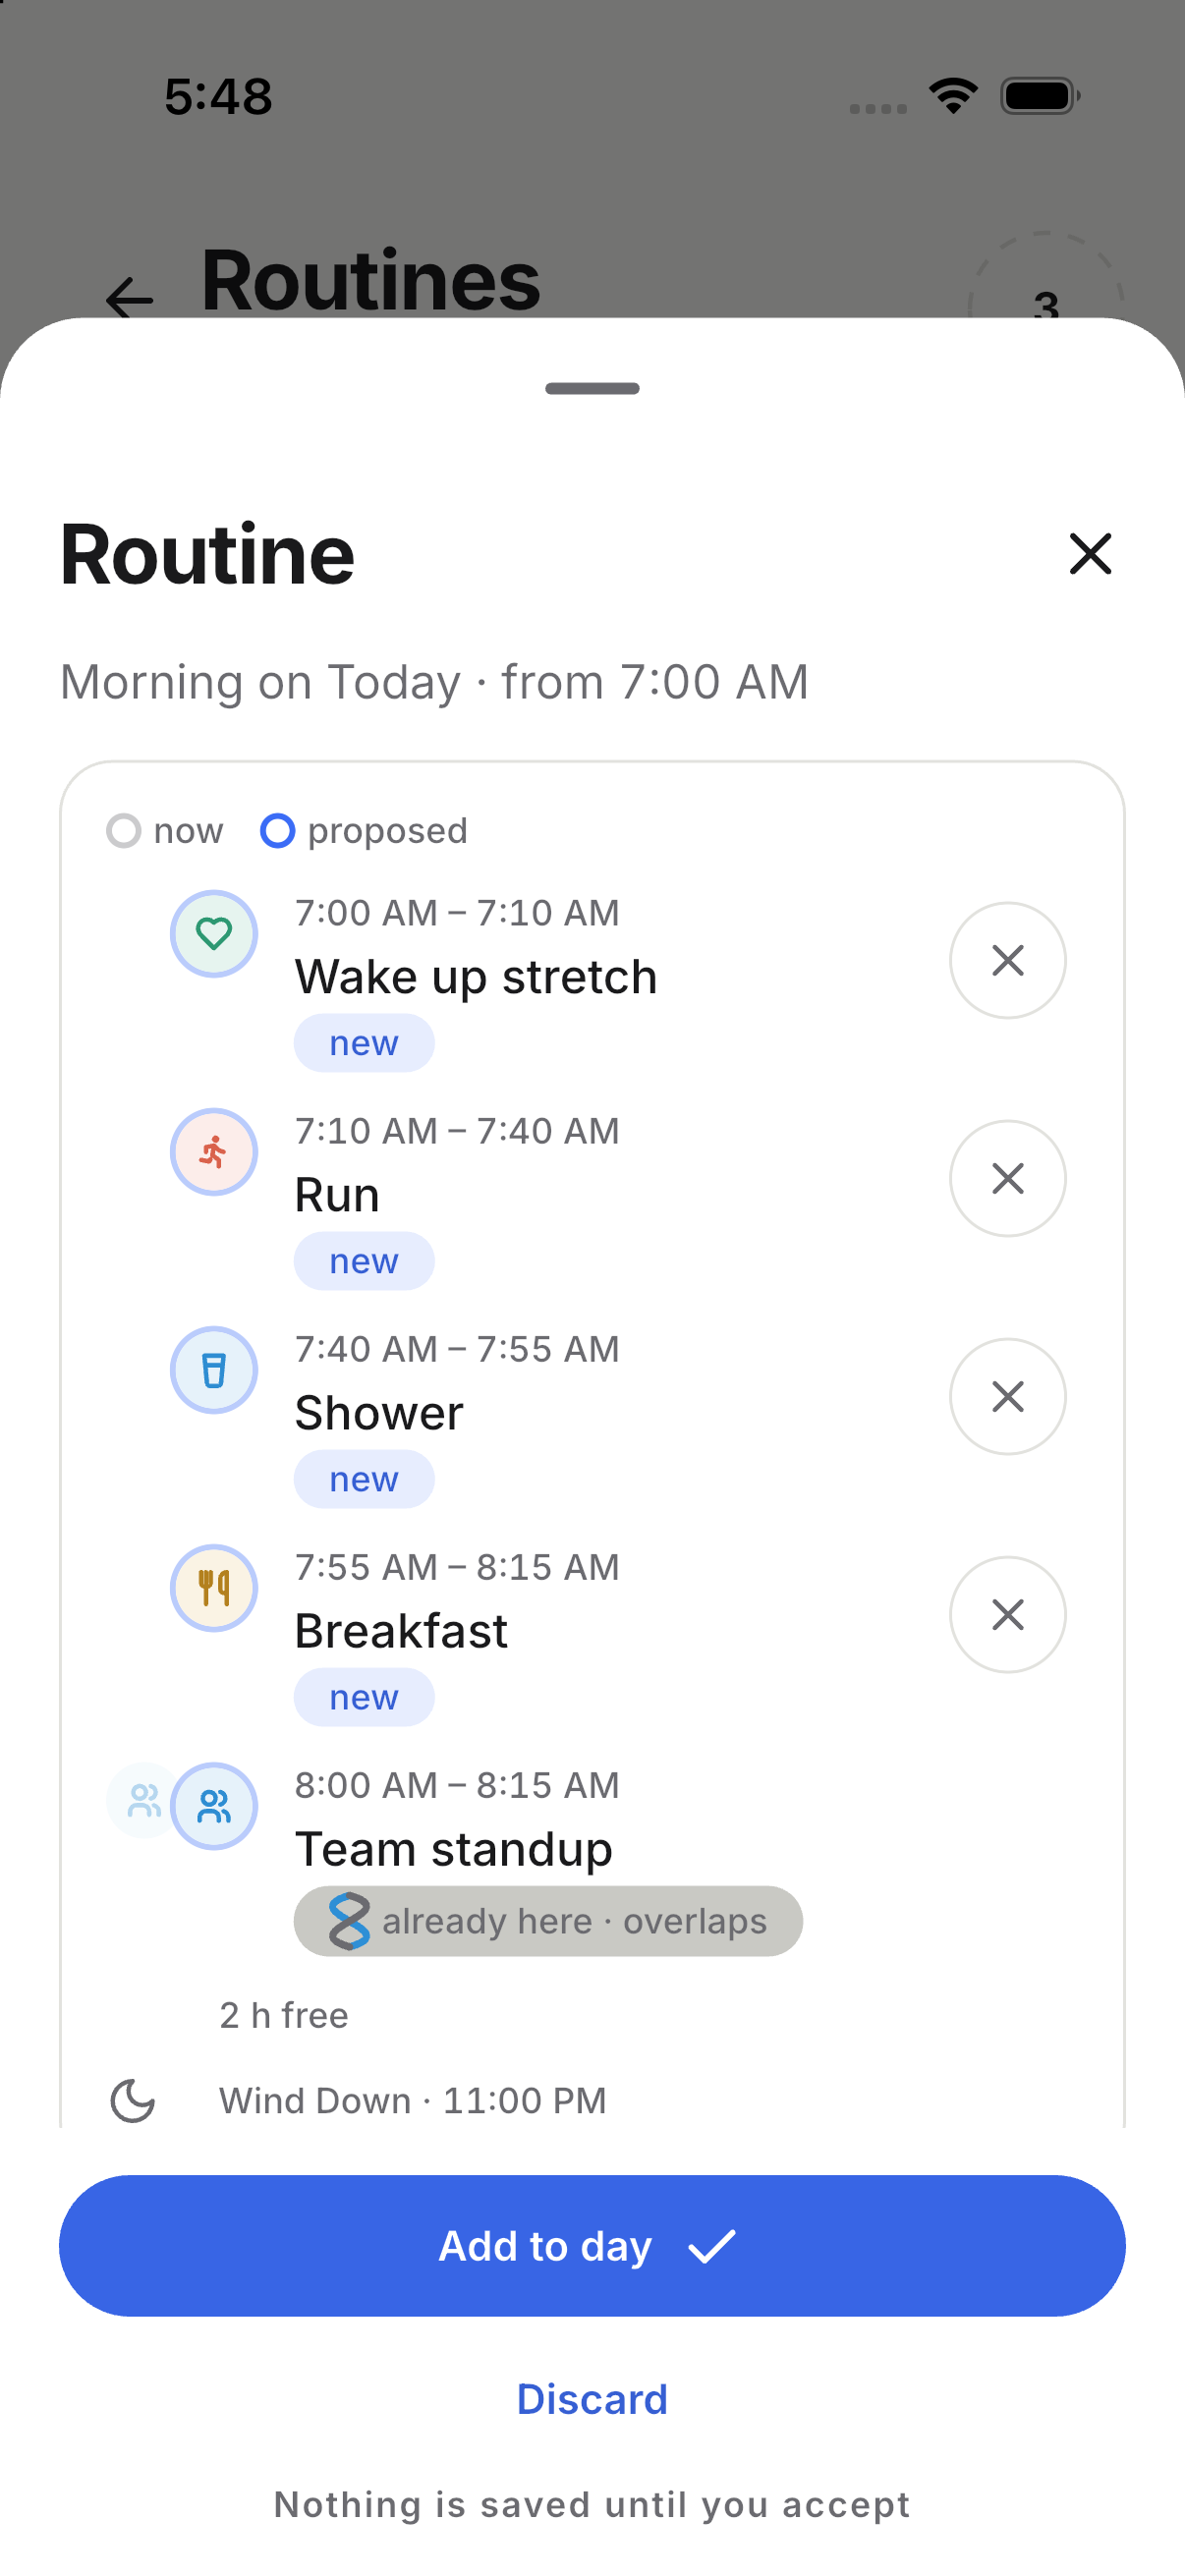 5:48
Routines
3
Routine
Morning on Today · from 7:00 AM
now proposed
7:00 AM – 7:10 AM
Wake up stretch
new
7:10 AM – 7:40 AM
Run
new
7:40 AM – 7:55 AM
Shower
new
7:55 AM – 8:15 AM
Breakfast
new
8:00 AM – 8:15 AM
Team standup
already here · overlaps
2 h free
Wind Down · 11:00 PM
Add to day
Discard
Nothing is saved until you accept